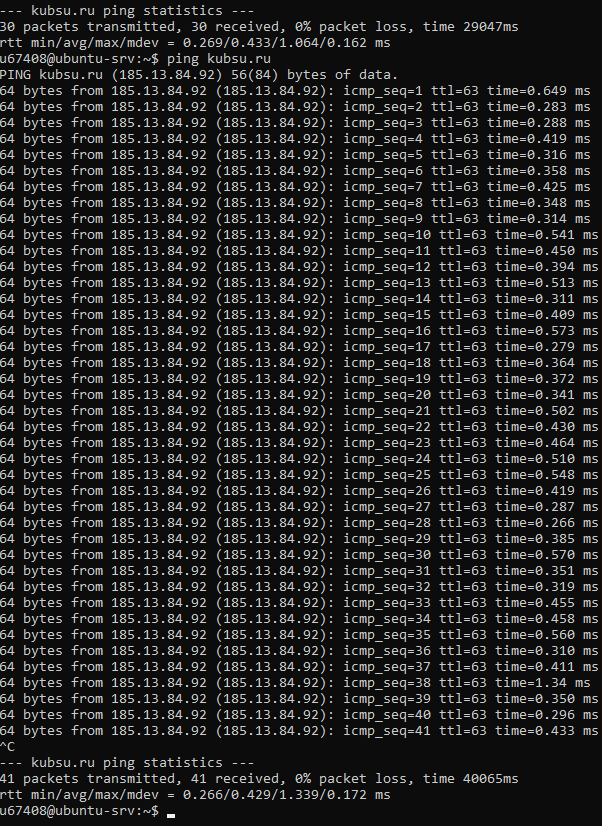 --- kubsu.ru ping statistics ---
30 packets transmitted, 30 received, 0% packet loss, time 29047ms
rtt min/avg/max/mdev = 0.269/0.433/1.064/0.162 ms
u67408@ubuntu-srv:~$ ping kubsu.ru
PING kubsu.ru (185.13.84.92) 56(84) bytes of data.
64 bytes from 185.13.84.92 (185.13.84.92): icmp_seq=1 ttl=63 time=0.649 ms
64 bytes from 185.13.84.92 (185.13.84.92): icmp_seq=2 ttl=63 time=0.283 ms
64 bytes from 185.13.84.92 (185.13.84.92): icmp_seq=3 ttl=63 time=0.288 ms
64 bytes from 185.13.84.92 (185.13.84.92): icmp_seq=4 ttl=63 time=0.419 ms
64 bytes from 185.13.84.92 (185.13.84.92): icmp_seq=5 ttl=63 time=0.316 ms
64 bytes from 185.13.84.92 (185.13.84.92): icmp_seq=6 ttl=63 time=0.358 ms
64 bytes from 185.13.84.92 (185.13.84.92): icmp_seq=7 ttl=63 time=0.425 ms
64 bytes from 185.13.84.92 (185.13.84.92): icmp_seq=8 ttl=63 time=0.348 ms
64 bytes from 185.13.84.92 (185.13.84.92): icmp_seq=9 ttl=63 time=0.314 ms
64 bytes from 185.13.84.92 (185.13.84.92): icmp_seq=10 ttl=63 time=0.541 ms
64 bytes from 185.13.84.92 (185.13.84.92): icmp_seq=11 ttl=63 time=0.450 ms
64 bytes from 185.13.84.92 (185.13.84.92): icmp_seq=12 ttl=63 time=0.394 ms
64 bytes from 185.13.84.92 (185.13.84.92): icmp_seq=13 ttl=63 time=0.513 ms
64 bytes from 185.13.84.92 (185.13.84.92): icmp_seq=14 ttl=63 time=0.311 ms
64 bytes from 185.13.84.92 (185.13.84.92): icmp_seq=15 ttl=63 time=0.409 ms
64 bytes from 185.13.84.92 (185.13.84.92): icmp_seq=16 ttl=63 time=0.573 ms
64 bytes from 185.13.84.92 (185.13.84.92): icmp_seq=17 ttl=63 time=0.279 ms
64 bytes from 185.13.84.92 (185.13.84.92): icmp_seq=18 ttl=63 time=0.364 ms
64 bytes from 185.13.84.92 (185.13.84.92): icmp_seq=19 ttl=63 time=0.372 ms
64 bytes from 185.13.84.92 (185.13.84.92): icmp_seq=20 ttl=63 time=0.341 ms
64 bytes from 185.13.84.92 (185.13.84.92): icmp_seq=21 ttl=63 time=0.502 ms
64 bytes from 185.13.84.92 (185.13.84.92): icmp_seq=22 ttl=63 time=0.430 ms
64 bytes from 185.13.84.92 (185.13.84.92): icmp_seq=23 ttl=63 time=0.464 ms
64 bytes from 185.13.84.92 (185.13.84.92): icmp_seq=24 ttl=63 time=0.510 ms
64 bytes from 185.13.84.92 (185.13.84.92): icmp_seq=25 ttl=63 time=0.548 ms
64 bytes from 185.13.84.92 (185.13.84.92): icmp_seq=26 ttl=63 time=0.419 ms
64 bytes from 185.13.84.92 (185.13.84.92): icmp_seq=27 ttl=63 time=0.287 ms
64 bytes from 185.13.84.92 (185.13.84.92): icmp_seq=28 ttl=63 time=0.266 ms
64 bytes from 185.13.84.92 (185.13.84.92): icmp_seq=29 ttl=63 time=0.385 ms
64 bytes from 185.13.84.92 (185.13.84.92): icmp_seq=30 ttl=63 time=0.570 ms
64 bytes from 185.13.84.92 (185.13.84.92): icmp_seq=31 ttl=63 time=0.351 ms
64 bytes from 185.13.84.92 (185.13.84.92): icmp_seq=32 ttl=63 time=0.319 ms
64 bytes from 185.13.84.92 (185.13.84.92): icmp_seq=33 ttl=63 time=0.455 ms
64 bytes from 185.13.84.92 (185.13.84.92): icmp_seq=34 ttl=63 time=0.458 ms
64 bytes from 185.13.84.92 (185.13.84.92): icmp_seq=35 ttl=63 time=0.560 ms
64 bytes from 185.13.84.92 (185.13.84.92): icmp_seq=36 ttl=63 time=0.310 ms
64 bytes from 185.13.84.92 (185.13.84.92): icmp_seq=37 ttl=63 time=0.411 ms
64 bytes from 185.13.84.92 (185.13.84.92): icmp_seq=38 ttl=63 time=1.34 ms
64 bytes from 185.13.84.92 (185.13.84.92): icmp_seq=39 ttl=63 time=0.350 ms
64 bytes from 185.13.84.92 (185.13.84.92): icmp_seq=40 ttl=63 time=0.296 ms
64 bytes from 185.13.84.92 (185.13.84.92): icmp_seq=41 ttl=63 time=0.433 ms
^C
--- kubsu.ru ping statistics ---
41 packets transmitted, 41 received, 0% packet loss, time 40065ms
rtt min/avg/max/mdev = 0.266/0.429/1.339/0.172 ms
u67408@ubuntu-srv:~$